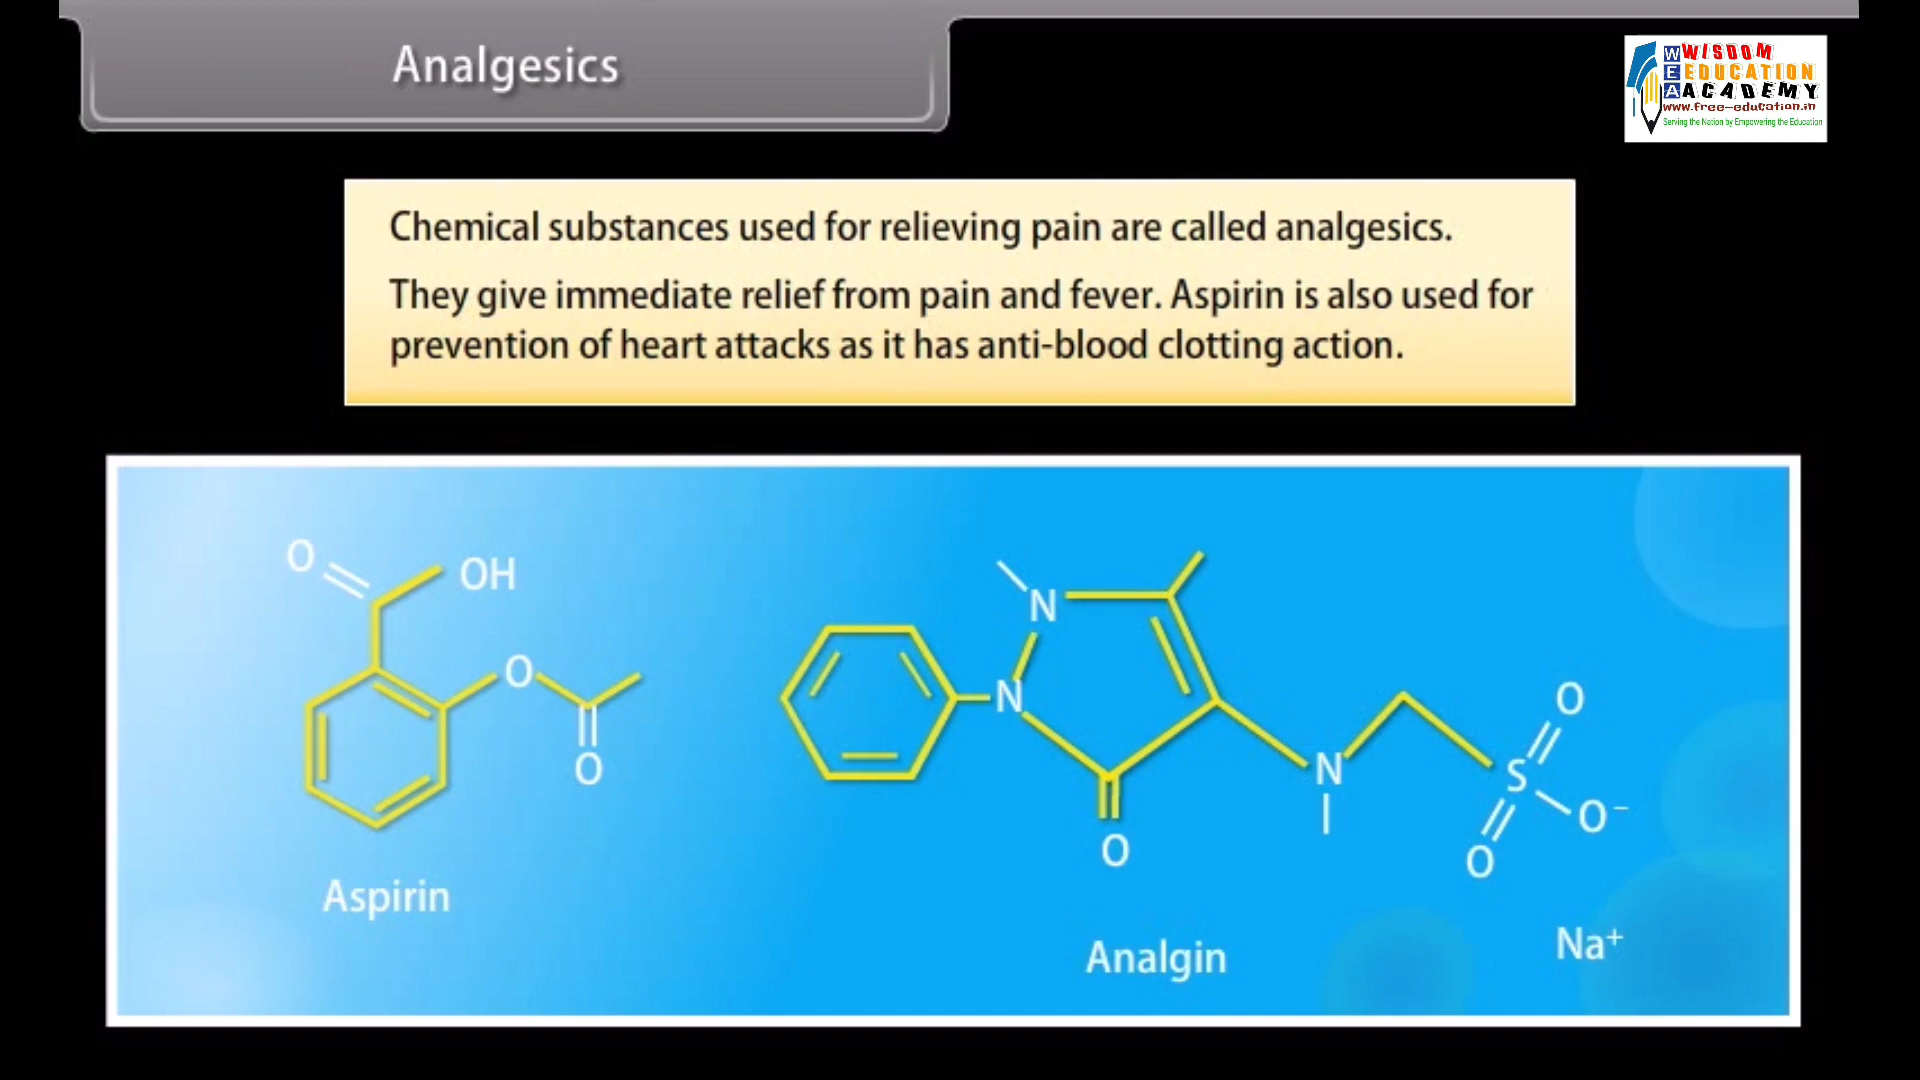 Analgesics
WEA
WISDOM
EDUCATION
ACADEMY
www.free-education.in
Serving the Nation by Empowering the Education
Chemical substances used for relieving pain are called analgesics.
They give immediate relief from pain and fever. Aspirin is also used for
prevention of heart attacks as it has anti-blood clotting action.
O
OH
O
O
Aspirin
N
N
O
N
S
O
O⁻
O
Na⁺
Analgin